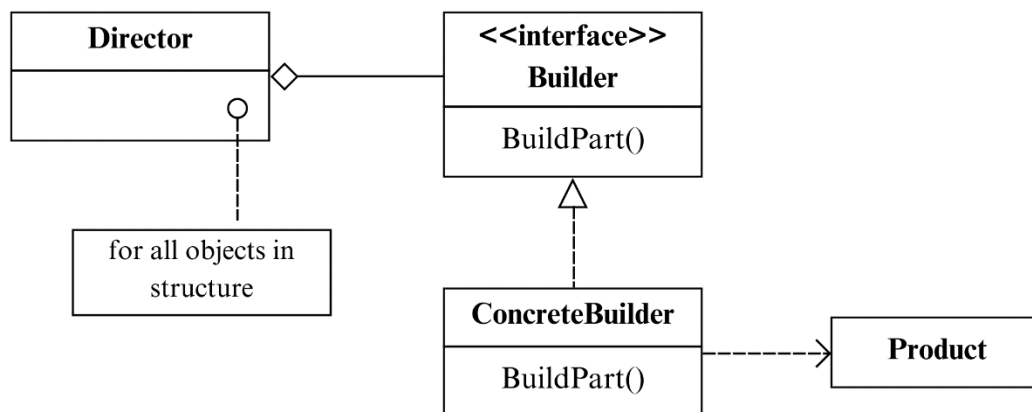 Director
<<interface>>
Builder
BuildPart()
for all objects in
structure
ConcreteBuilder
BuildPart()
Product